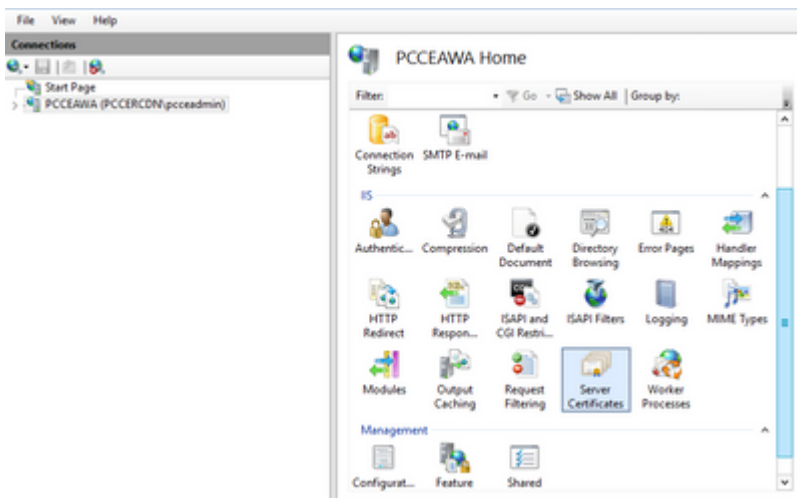 File View Help
Connections
Start Page
PCCEAWA (PCCERCDN\pcceadmin)
PCCEAWA Home
Filter: Go Show All Group by:
Connection Strings
SMTP E-mail
IIS
Authentic...
Compression
Default Document
Directory Browsing
Error Pages
Handler Mappings
HTTP Redirect
HTTP Respon...
ISAPI and CGI Restri...
ISAPI Filters
Logging
MIME Types
Modules
Output Caching
Request Filtering
Server Certificates
Worker Processes
Management
Configurat...
Feature
Shared